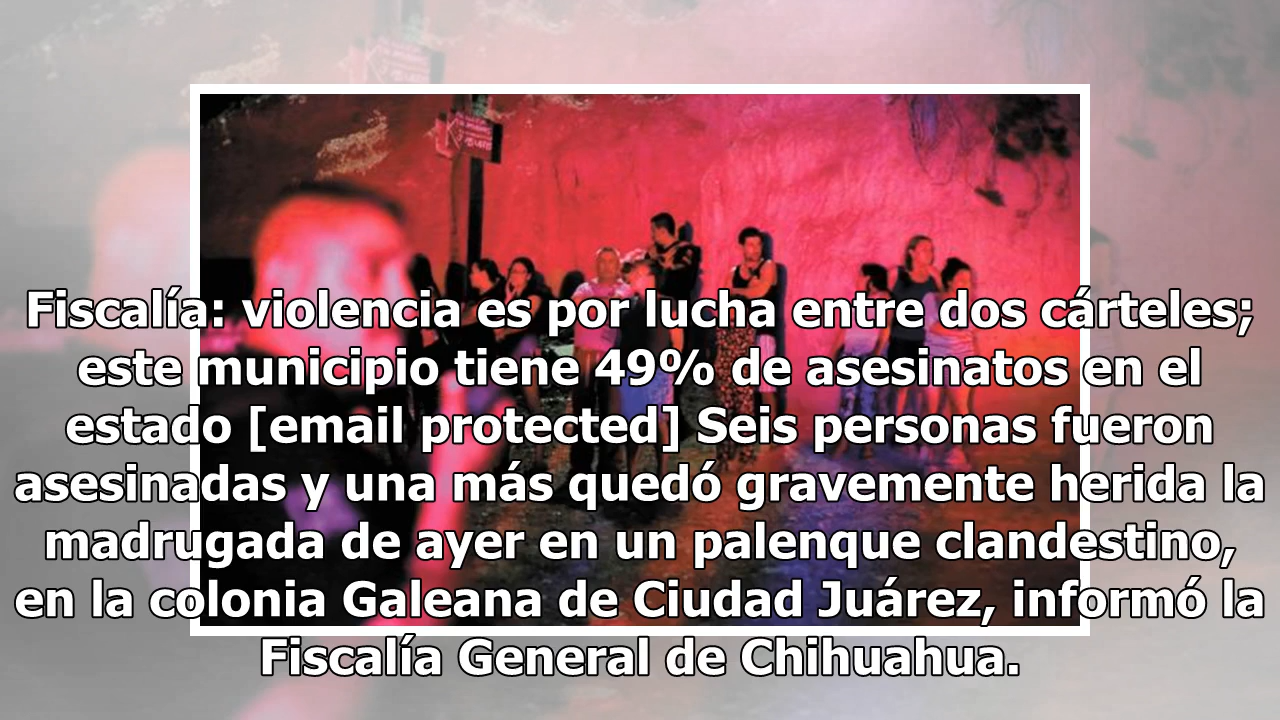 Fiscalía: violencia es por lucha entre dos cárteles;
este municipio tiene 49% de asesinatos en el
estado [email protected] Seis personas fueron
asesinadas y una más quedó gravemente herida la
madrugada de ayer en un palenque clandestino,
en la colonia Galeana de Ciudad Juárez, informó la
Fiscalía General de Chihuahua.